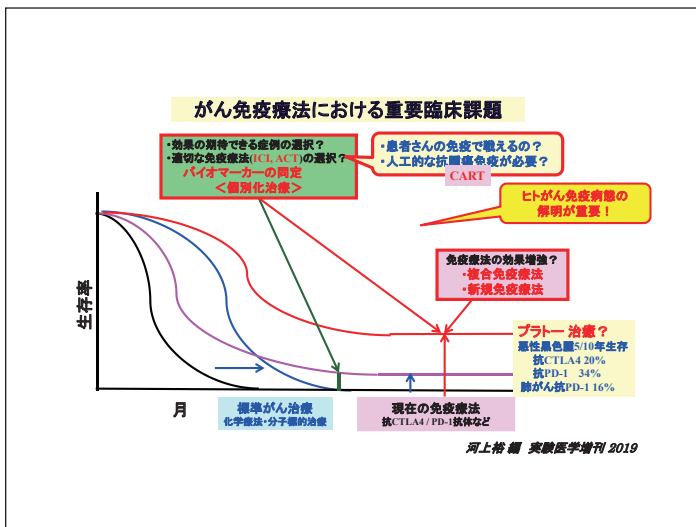 がん免疫療法における重要臨床課題
・効果の期待できる症例の選択?
・適切な免疫療法(ICI, ACT)の選択?
バイオマーカーの同定
<個別化治療>
・患者さんの免疫で戦えるの?
・人工的な抗腫瘍免疫が必要?
CART
ヒトがん免疫病態の
解明が重要!
免疫療法の効果増強?
・複合免疫療法
・新規免疫療法
生存率
プラトー 治癒?
悪性黒色腫5/10年生存
抗CTLA4 20%
抗PD-1 34%
肺がん抗PD-1 16%
月
標準がん治療
化学療法・分子標的治療
現在の免疫療法
抗CTLA4 / PD-1抗体など
河上裕 編 実験医学増刊 2019